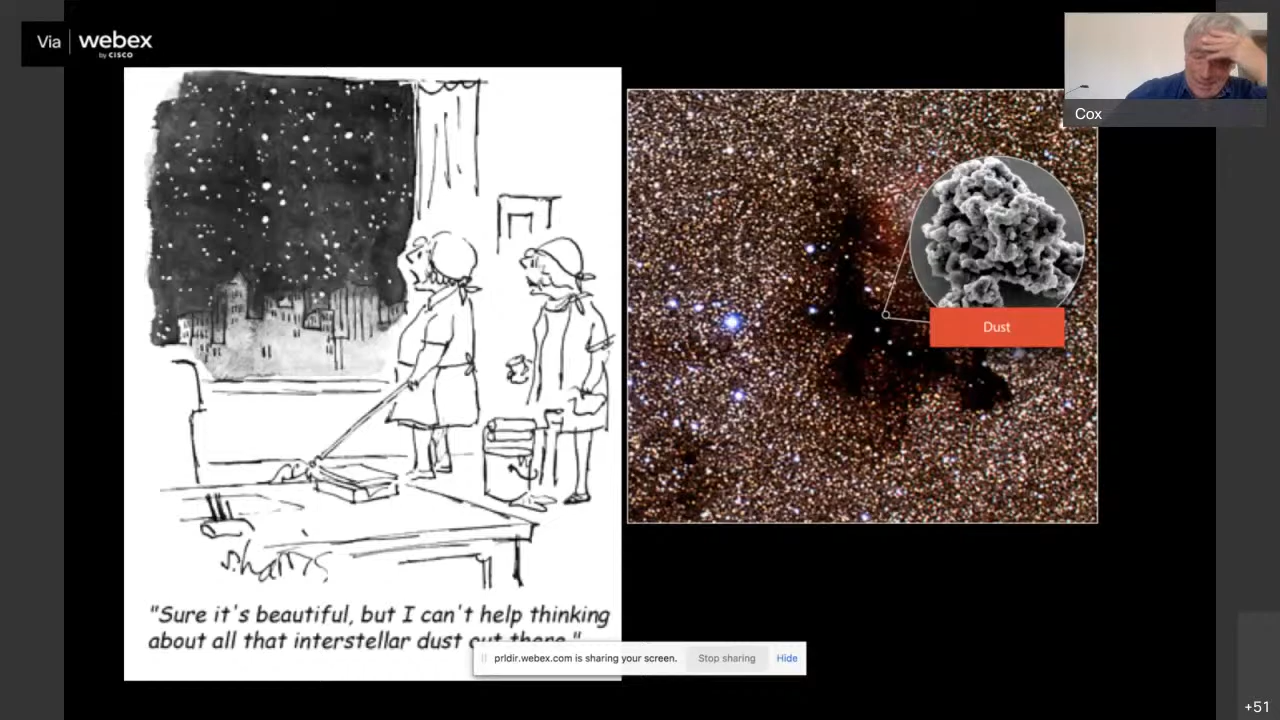 Via webex
by CISCO
Cox
Dust
sharris
"Sure it's beautiful, but I can't help thinking
about all that interstellar dust out there."
prldir.webex.com is sharing your screen.
Stop sharing
Hide
+51